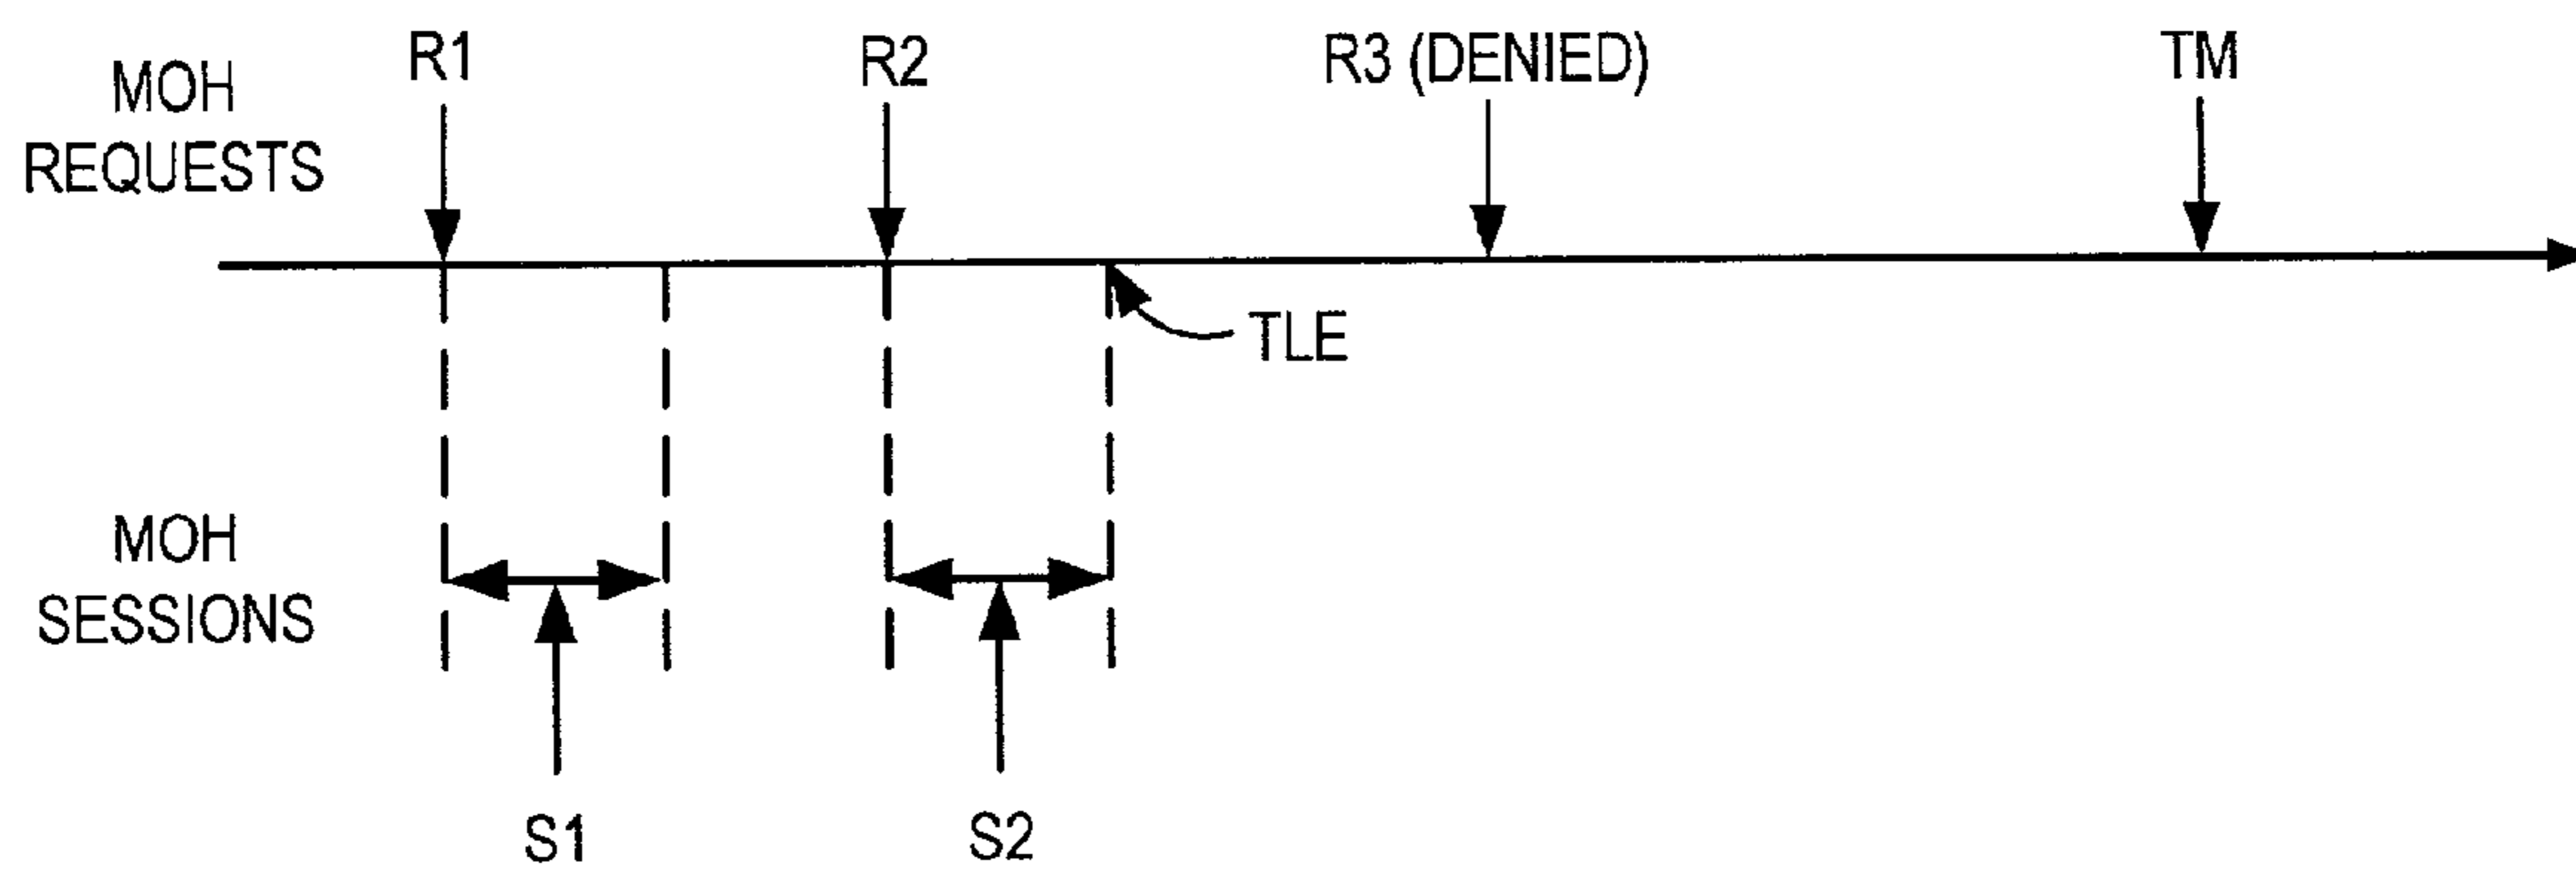 R1
R2
R3 (DENIED)
TM
MOH
REQUESTS
TLE
MOH
SESSIONS
S1
S2